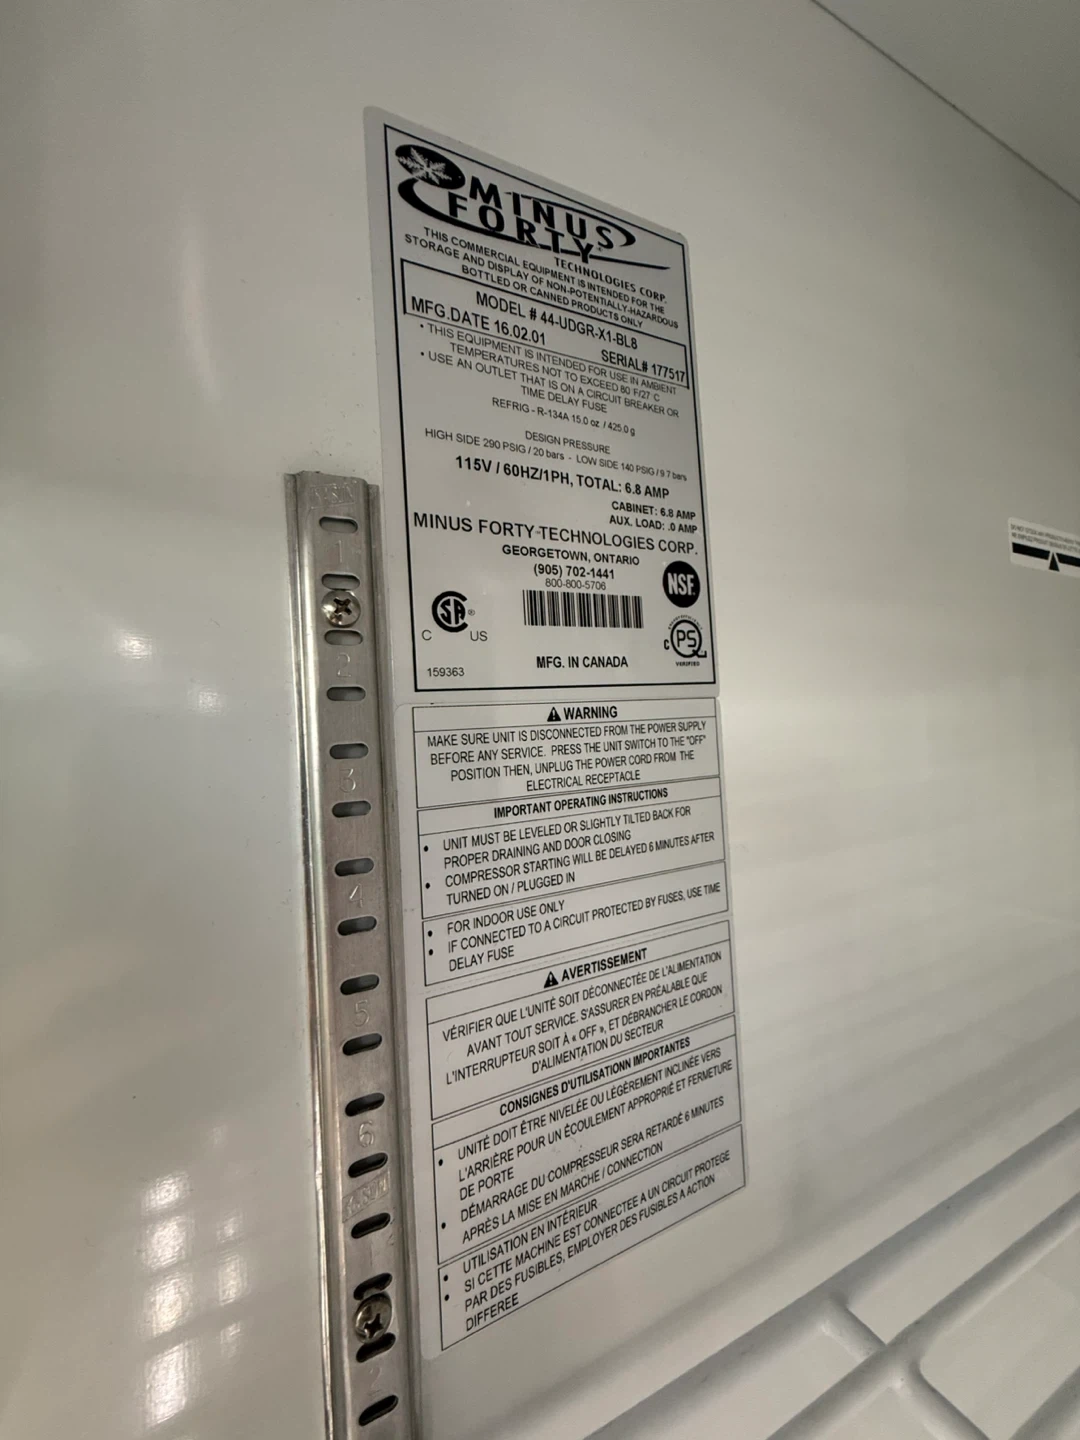 MINUS
FORTY
TECHNOLOGIES CORP.
THIS COMMERCIAL EQUIPMENT IS INTENDED FOR THE
STORAGE AND DISPLAY OF NON-POTENTIALLY-HAZARDOUS
BOTTLED OR CANNED PRODUCTS ONLY
MODEL # 44-UDGR-X1-BL8
MFG.DATE 16.02.01 SERIAL# 177517
• THIS EQUIPMENT IS INTENDED FOR USE IN AMBIENT
TEMPERATURES NOT TO EXCEED 80°F/27°C
• USE AN OUTLET THAT IS ON A CIRCUIT BREAKER OR
TIME DELAY FUSE
REFRIG - R-134A 15.0 oz / 425.0 g
DESIGN PRESSURE
HIGH SIDE 290 PSIG / 20 bars - LOW SIDE 140 PSIG / 9.7 bars
115V / 60HZ/1PH, TOTAL: 6.8 AMP
CABINET: 6.8 AMP
AUX. LOAD: .0 AMP
MINUS FORTY-TECHNOLOGIES CORP.
GEORGETOWN, ONTARIO
(905) 702-1441
800-800-5706
NSF
C SA ® US
C PS
VERIFIED
159363
MFG. IN CANADA
⚠ WARNING
MAKE SURE UNIT IS DISCONNECTED FROM THE POWER SUPPLY
BEFORE ANY SERVICE. PRESS THE UNIT SWITCH TO THE "OFF"
POSITION THEN, UNPLUG THE POWER CORD FROM THE
ELECTRICAL RECEPTACLE
IMPORTANT OPERATING INSTRUCTIONS
• UNIT MUST BE LEVELED OR SLIGHTLY TILTED BACK FOR
PROPER DRAINING AND DOOR CLOSING
• COMPRESSOR STARTING WILL BE DELAYED 6 MINUTES AFTER
TURNED ON / PLUGGED IN
• FOR INDOOR USE ONLY
• IF CONNECTED TO A CIRCUIT PROTECTED BY FUSES, USE TIME
DELAY FUSE
⚠ AVERTISSEMENT
VÉRIFIER QUE L'UNITÉ SOIT DÉCONNECTÉE DE L'ALIMENTATION
AVANT TOUT SERVICE. S'ASSURER EN PRÉALABLE QUE
L'INTERRUPTEUR SOIT À « OFF », ET DÉBRANCHER LE CORDON
D'ALIMENTATION DU SECTEUR
CONSIGNES D'UTILISATIONN IMPORTANTES
• UNITÉ DOIT ÊTRE NIVELÉE OU LÉGÈREMENT INCLINÉE VERS
L'ARRIÈRE POUR UN ÉCOULEMENT APPROPRIÉ ET FERMETURE
DE PORTE
• DÉMARRAGE DU COMPRESSEUR SERA RETARDÉ 6 MINUTES
APRÈS LA MISE EN MARCHE / CONNECTION
• UTILISATION EN INTÉRIEUR
• SI CETTE MACHINE EST CONNECTEE A UN CIRCUIT PROTEGE
PAR DES FUSIBLES, EMPLOYER DES FUSIBLES A ACTION
DIFFEREE
1
2
3
4
5
6
1
2